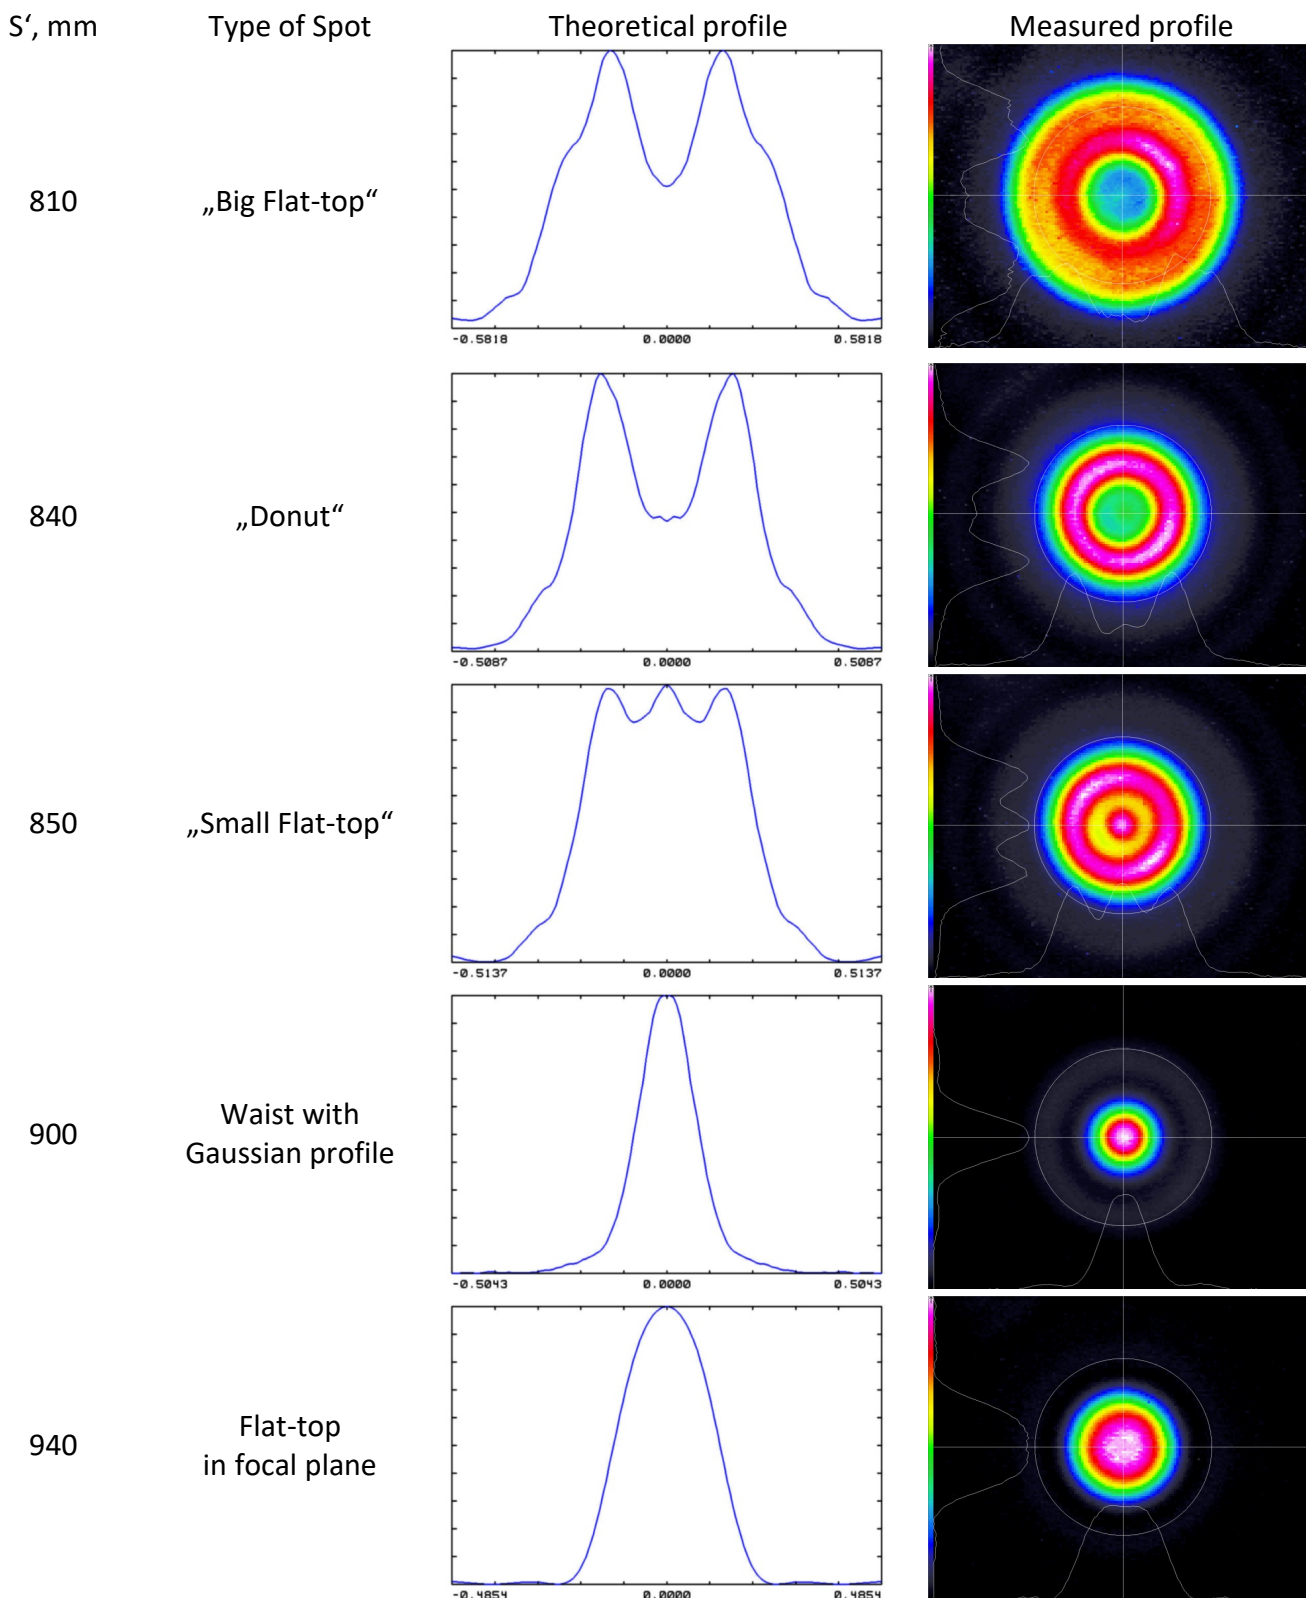 S‘, mm Type of Spot Theoretical profile Measured profile
810 „Big Flat-top“
-0.5818 0.0000 0.5818
840 „Donut“
-0.5087 0.0000 0.5087
850 „Small Flat-top“
-0.5137 0.0000 0.5137
900 Waist with
Gaussian profile
-0.5043 0.0000 0.5043
940 Flat-top
in focal plane
-0.4854 0.0000 0.4854